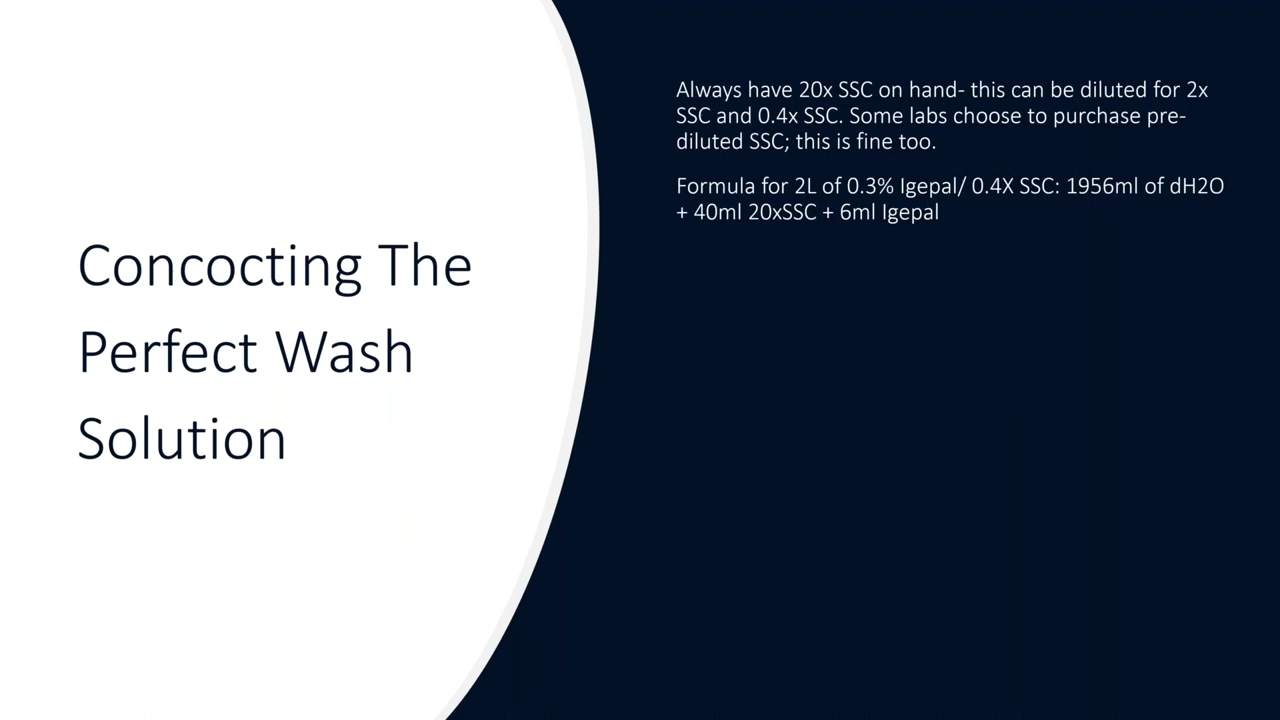 Concocting The
Perfect Wash
Solution
Always have 20x SSC on hand- this can be diluted for 2x
SSC and 0.4x SSC. Some labs choose to purchase pre-
diluted SSC; this is fine too.
Formula for 2L of 0.3% Igepal/ 0.4X SSC: 1956ml of dH2O
+ 40ml 20xSSC + 6ml Igepal